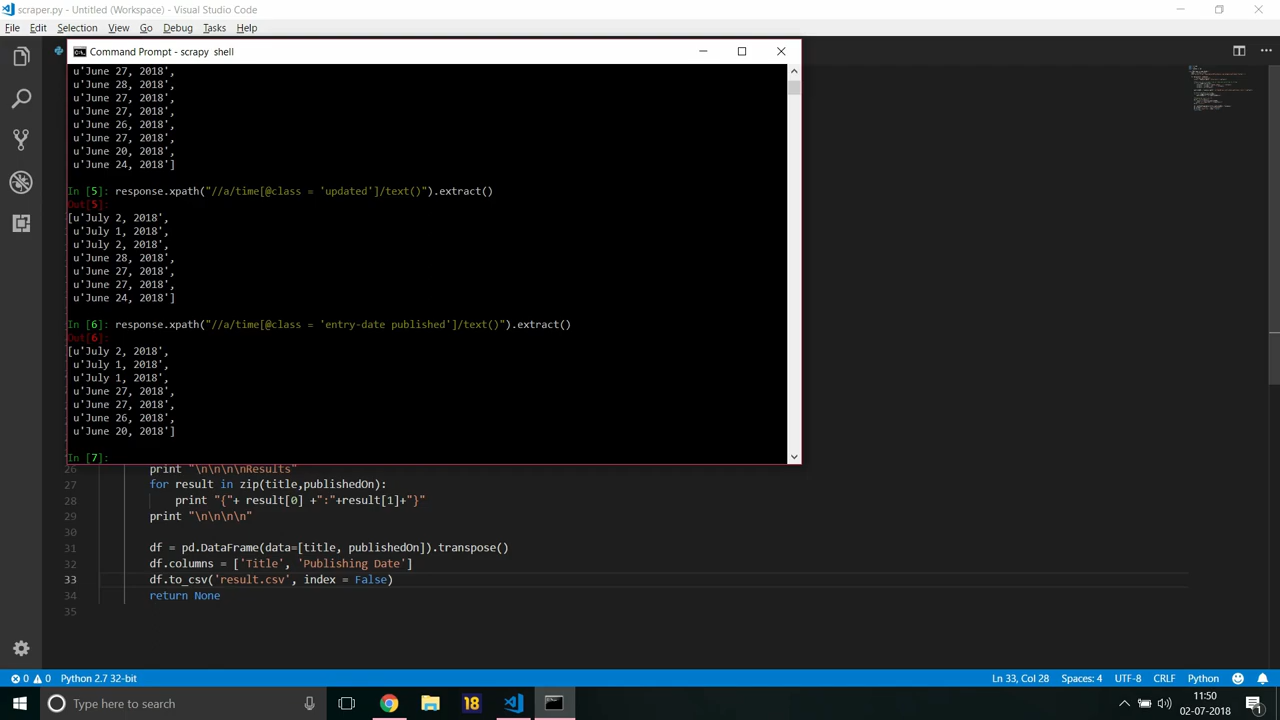 scraper.py - Untitled (Workspace) - Visual Studio Code
File Edit Selection View Go Debug Tasks Help
Command Prompt - scrapy shell
u'June 27, 2018',
u'June 28, 2018',
u'June 27, 2018',
u'June 27, 2018',
u'June 26, 2018',
u'June 27, 2018',
u'June 20, 2018',
u'June 24, 2018']
In [5]: response.xpath("//a/time[@class = 'updated']/text()").extract()
Out[5]:
[u'July 2, 2018',
u'July 1, 2018',
u'July 2, 2018',
u'June 28, 2018',
u'June 27, 2018',
u'June 27, 2018',
u'June 24, 2018']
In [6]: response.xpath("//a/time[@class = 'entry-date published']/text()").extract()
Out[6]:
[u'July 2, 2018',
u'July 1, 2018',
u'July 1, 2018',
u'June 27, 2018',
u'June 27, 2018',
u'June 26, 2018',
u'June 20, 2018']
In [7]:
26 print "\n\n\n\nResults"
27 for result in zip(title,publishedOn):
28 print "{"+ result[0] +":"+result[1]+"}"
29 print "\n\n\n\n"
30
31 df = pd.DataFrame(data=[title, publishedOn]).transpose()
32 df.columns = ['Title', 'Publishing Date']
33 df.to_csv('result.csv', index = False)
34 return None
35
0 0 Python 2.7 32-bit Ln 33, Col 28 Spaces: 4 UTF-8 CRLF Python
Type here to search 18 11:50
02-07-2018 1